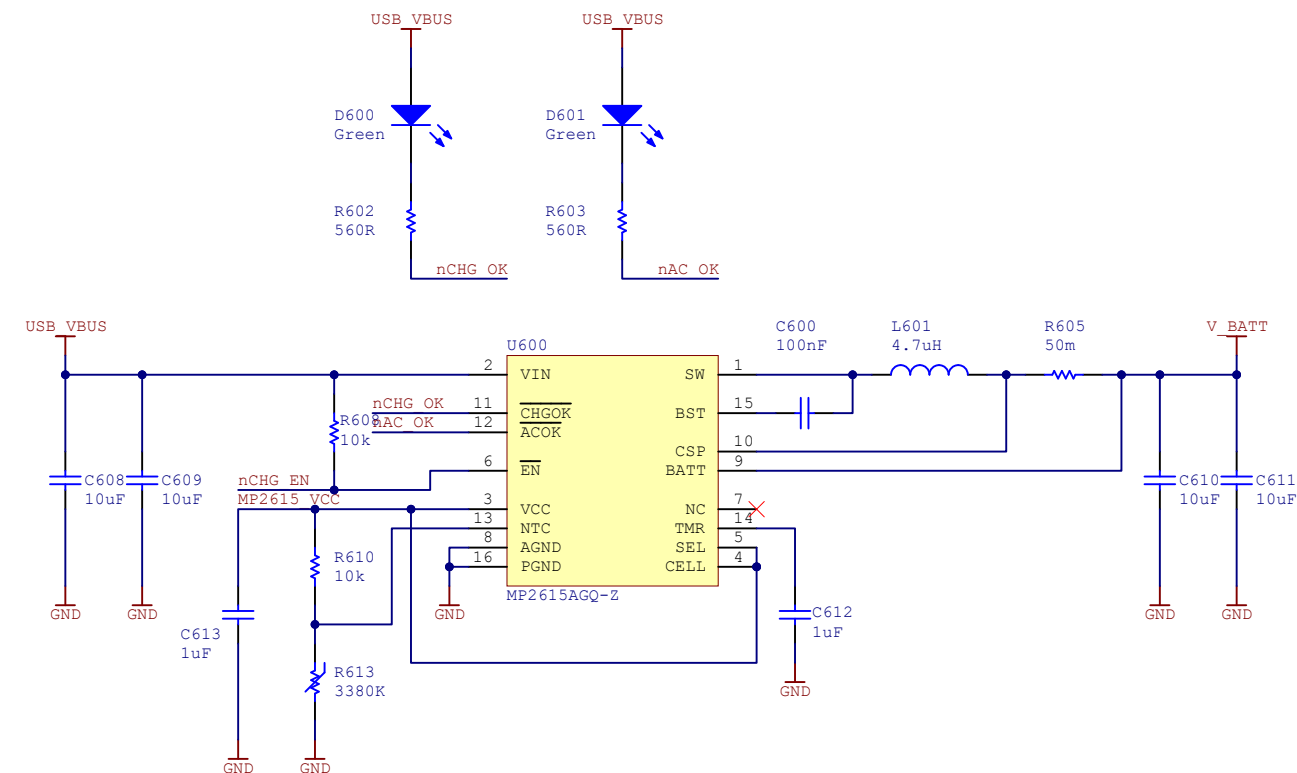 USB_VBUS
USB_VBUS
D600
Green
D601
Green
R602
560R
R603
560R
nCHG_OK
nAC_OK
USB_VBUS
C600
100nF
L601
4.7uH
R605
50m
V_BATT
U600
2
VIN
SW
1
nCHG_OK
11
CHGOK
BST
15
R608
10k
nAC_OK
12
ACOK
CSP
10
6
EN
BATT
9
C608
10uF
C609
10uF
nCHG_EN
C610
10uF
C611
10uF
MP2615_VCC
3
VCC
NC
7
13
NTC
TMR
14
8
AGND
SEL
5
16
PGND
CELL
4
R610
10k
MP2615AGQ-Z
GND
GND
GND
GND
GND
C613
1uF
C612
1uF
R613
3380K
GND
GND
GND